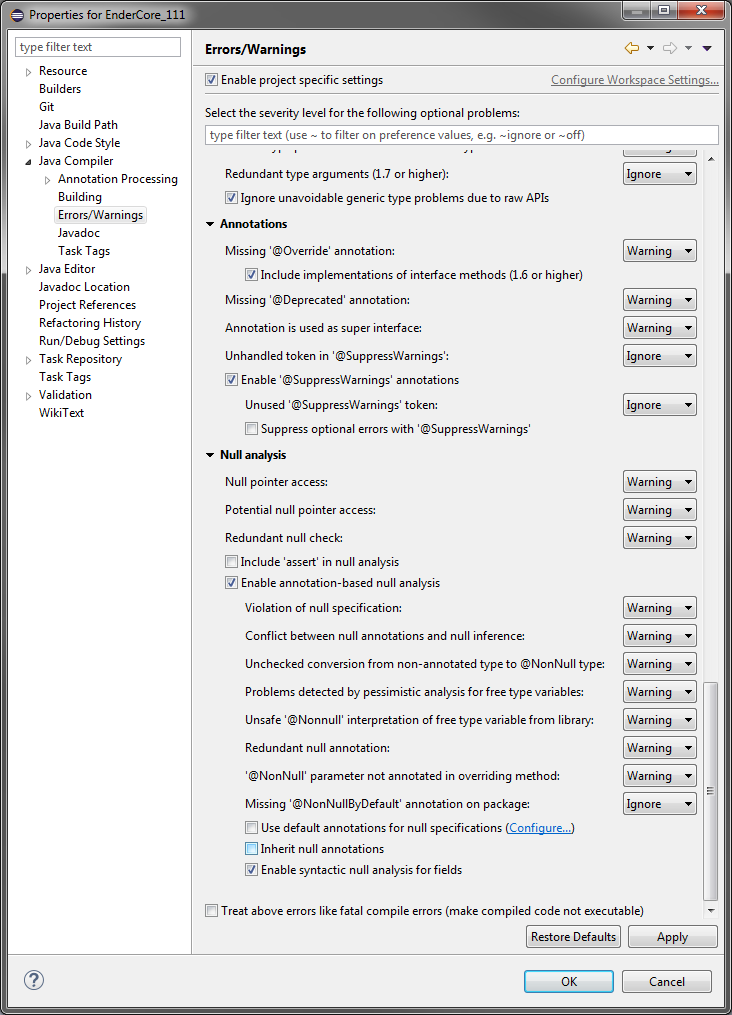 Properties for EnderCore_111
type filter text
Resource
Builders
Git
Java Build Path
Java Code Style
Java Compiler
Annotation Processing
Building
Errors/Warnings
Javadoc
Task Tags
Java Editor
Javadoc Location
Project References
Refactoring History
Run/Debug Settings
Task Repository
Task Tags
Validation
WikiText
Errors/Warnings
Enable project specific settings
Configure Workspace Settings...
Select the severity level for the following optional problems:
type filter text (use ~ to filter on preference values, e.g. ~ignore or ~off)
Redundant type arguments (1.7 or higher): Ignore
Ignore unavoidable generic type problems due to raw APIs
Annotations
Missing '@Override' annotation: Warning
Include implementations of interface methods (1.6 or higher)
Missing '@Deprecated' annotation: Warning
Annotation is used as super interface: Warning
Unhandled token in '@SuppressWarnings': Ignore
Enable '@SuppressWarnings' annotations
Unused '@SuppressWarnings' token: Ignore
Suppress optional errors with '@SuppressWarnings'
Null analysis
Null pointer access: Warning
Potential null pointer access: Warning
Redundant null check: Warning
Include 'assert' in null analysis
Enable annotation-based null analysis
Violation of null specification: Warning
Conflict between null annotations and null inference: Warning
Unchecked conversion from non-annotated type to @NonNull type: Warning
Problems detected by pessimistic analysis for free type variables: Warning
Unsafe '@Nonnull' interpretation of free type variable from library: Warning
Redundant null annotation: Warning
'@NonNull' parameter not annotated in overriding method: Warning
Missing '@NonNullByDefault' annotation on package: Ignore
Use default annotations for null specifications (Configure...)
Inherit null annotations
Enable syntactic null analysis for fields
Treat above errors like fatal compile errors (make compiled code not executable)
Restore Defaults Apply
? OK Cancel